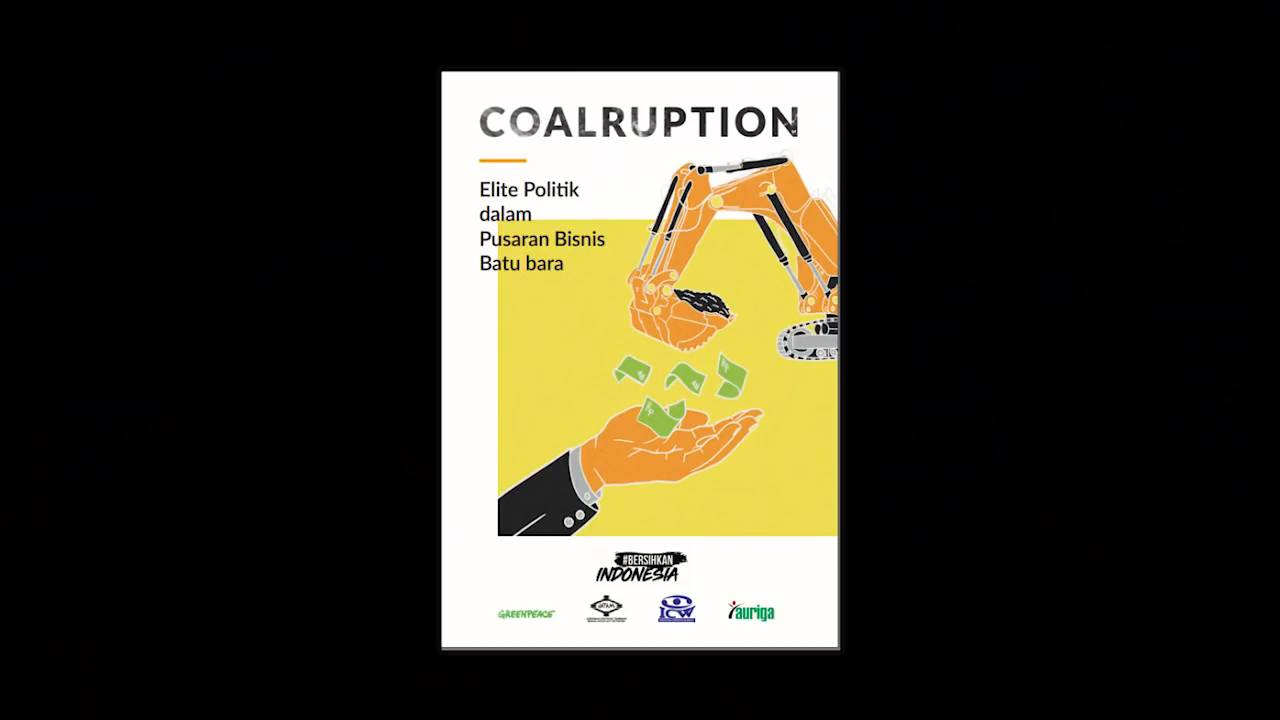 COALRUPTION
Elite Politik
dalam
Pusaran Bisnis
Batu bara
#BERSIHKAN
INDONESIA
GREENPEACE
JATAM
ICW
auriga